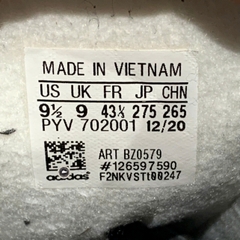 MADE IN VIETNAM
US UK FR JP CHN
9½ 9 43⅓ 275 265
PYV 702001 12/20
ART BZ0579
#126597590
adidas F2NKVSTt00247